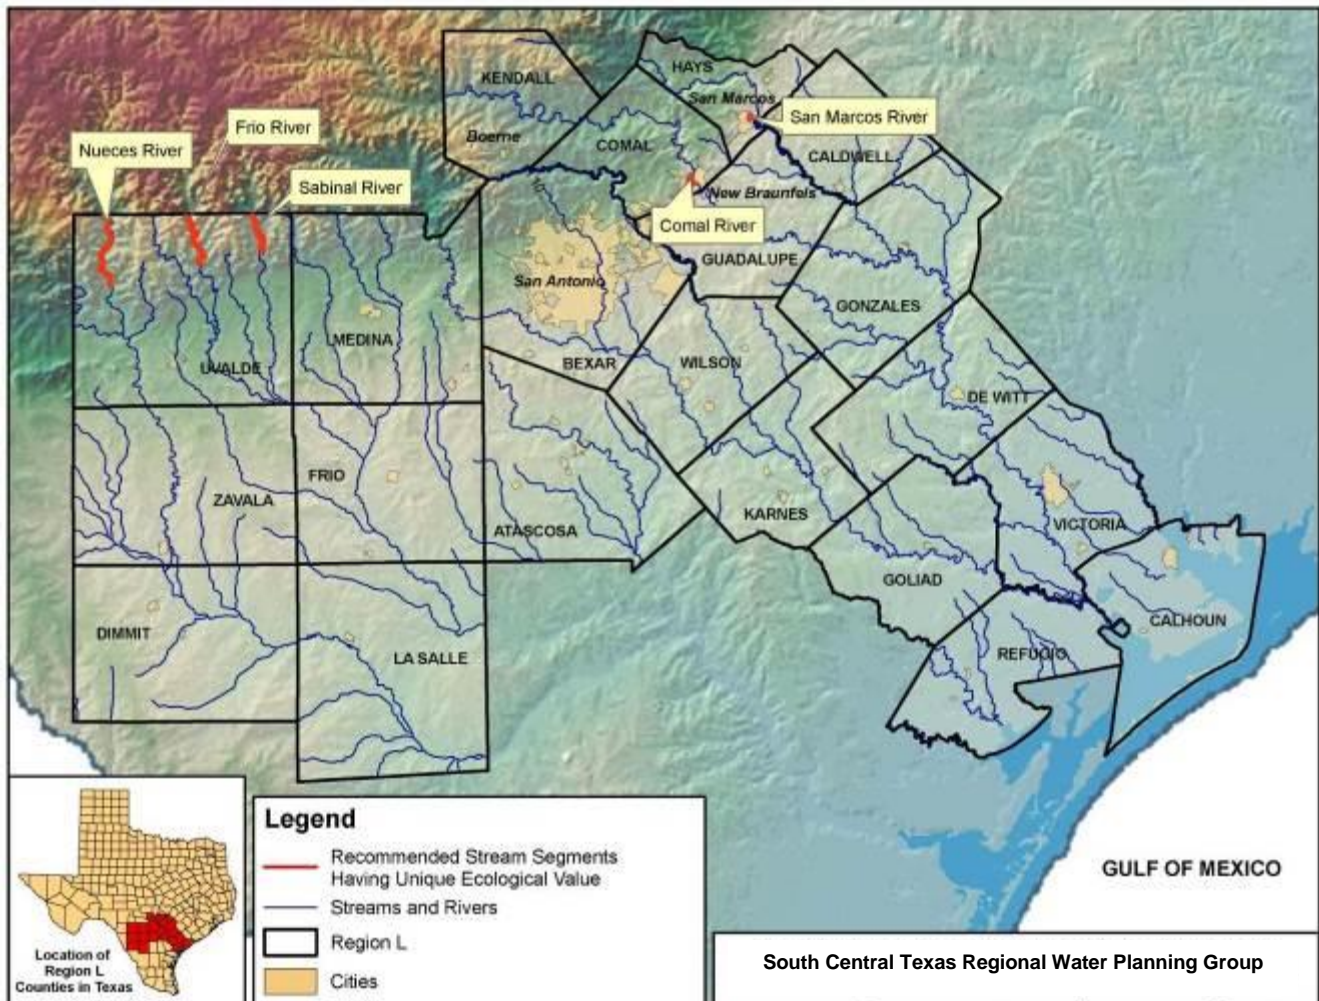 KENDALL
HAYS
San Marcos
San Marcos River
Frio River
Nueces River
Boerne
COMAL
CALDWELL
Sabinal River
New Braunfels
Comal River
GUADALUPE
San Antonio
GONZALES
MEDINA
UVALDE
BEXAR
WILSON
DE WITT
FRIO
ZAVALA
ATASCOSA
KARNES
VICTORIA
GOLIAD
CALHOUN
DIMMIT
LA SALLE
REFUGIO
GULF OF MEXICO
Location of
Region L
Counties in Texas
Legend
Recommended Stream Segments
Having Unique Ecological Value
Streams and Rivers
Region L
Cities
South Central Texas Regional Water Planning Group